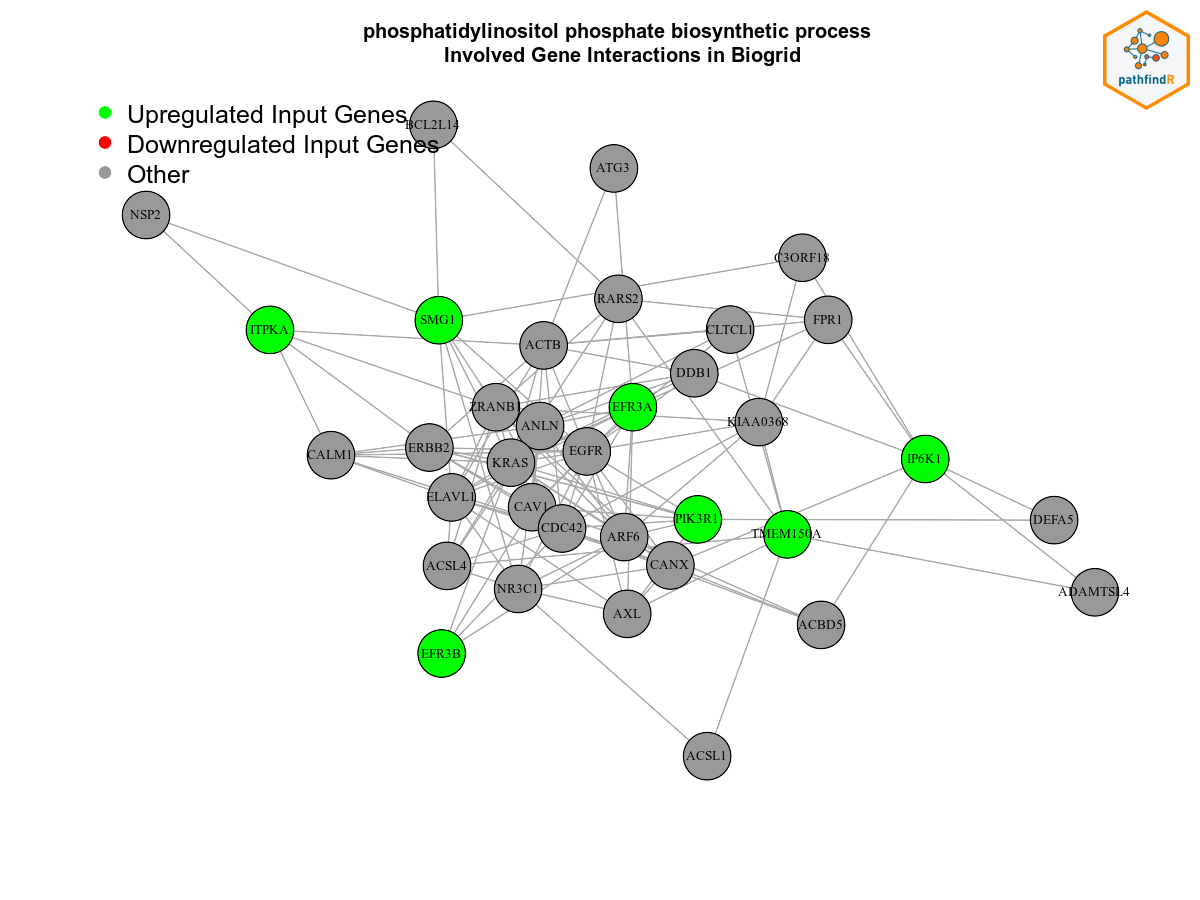 phosphatidylinositol phosphate biosynthetic process
Involved Gene Interactions in Biogrid
pathfindR
Upregulated Input Genes
Downregulated Input Genes
Other
BCL2L14
ATG3
NSP2
C3ORF18
RARS2
SMG1
ITPKA
CLTCL1
FPR1
ACTB
DDB1
ZRANB1
EFR3A
ANLN
KIAA0368
ERBB2
EGFR
CALM1
KRAS
IP6K1
ELAVL1
CAV1
CDC42
PIK3R1
DEFA5
ARF6
TMEM150A
ACSL4
CANX
NR3C1
ADAMTSL4
AXL
ACBD5
EFR3B
ACSL1